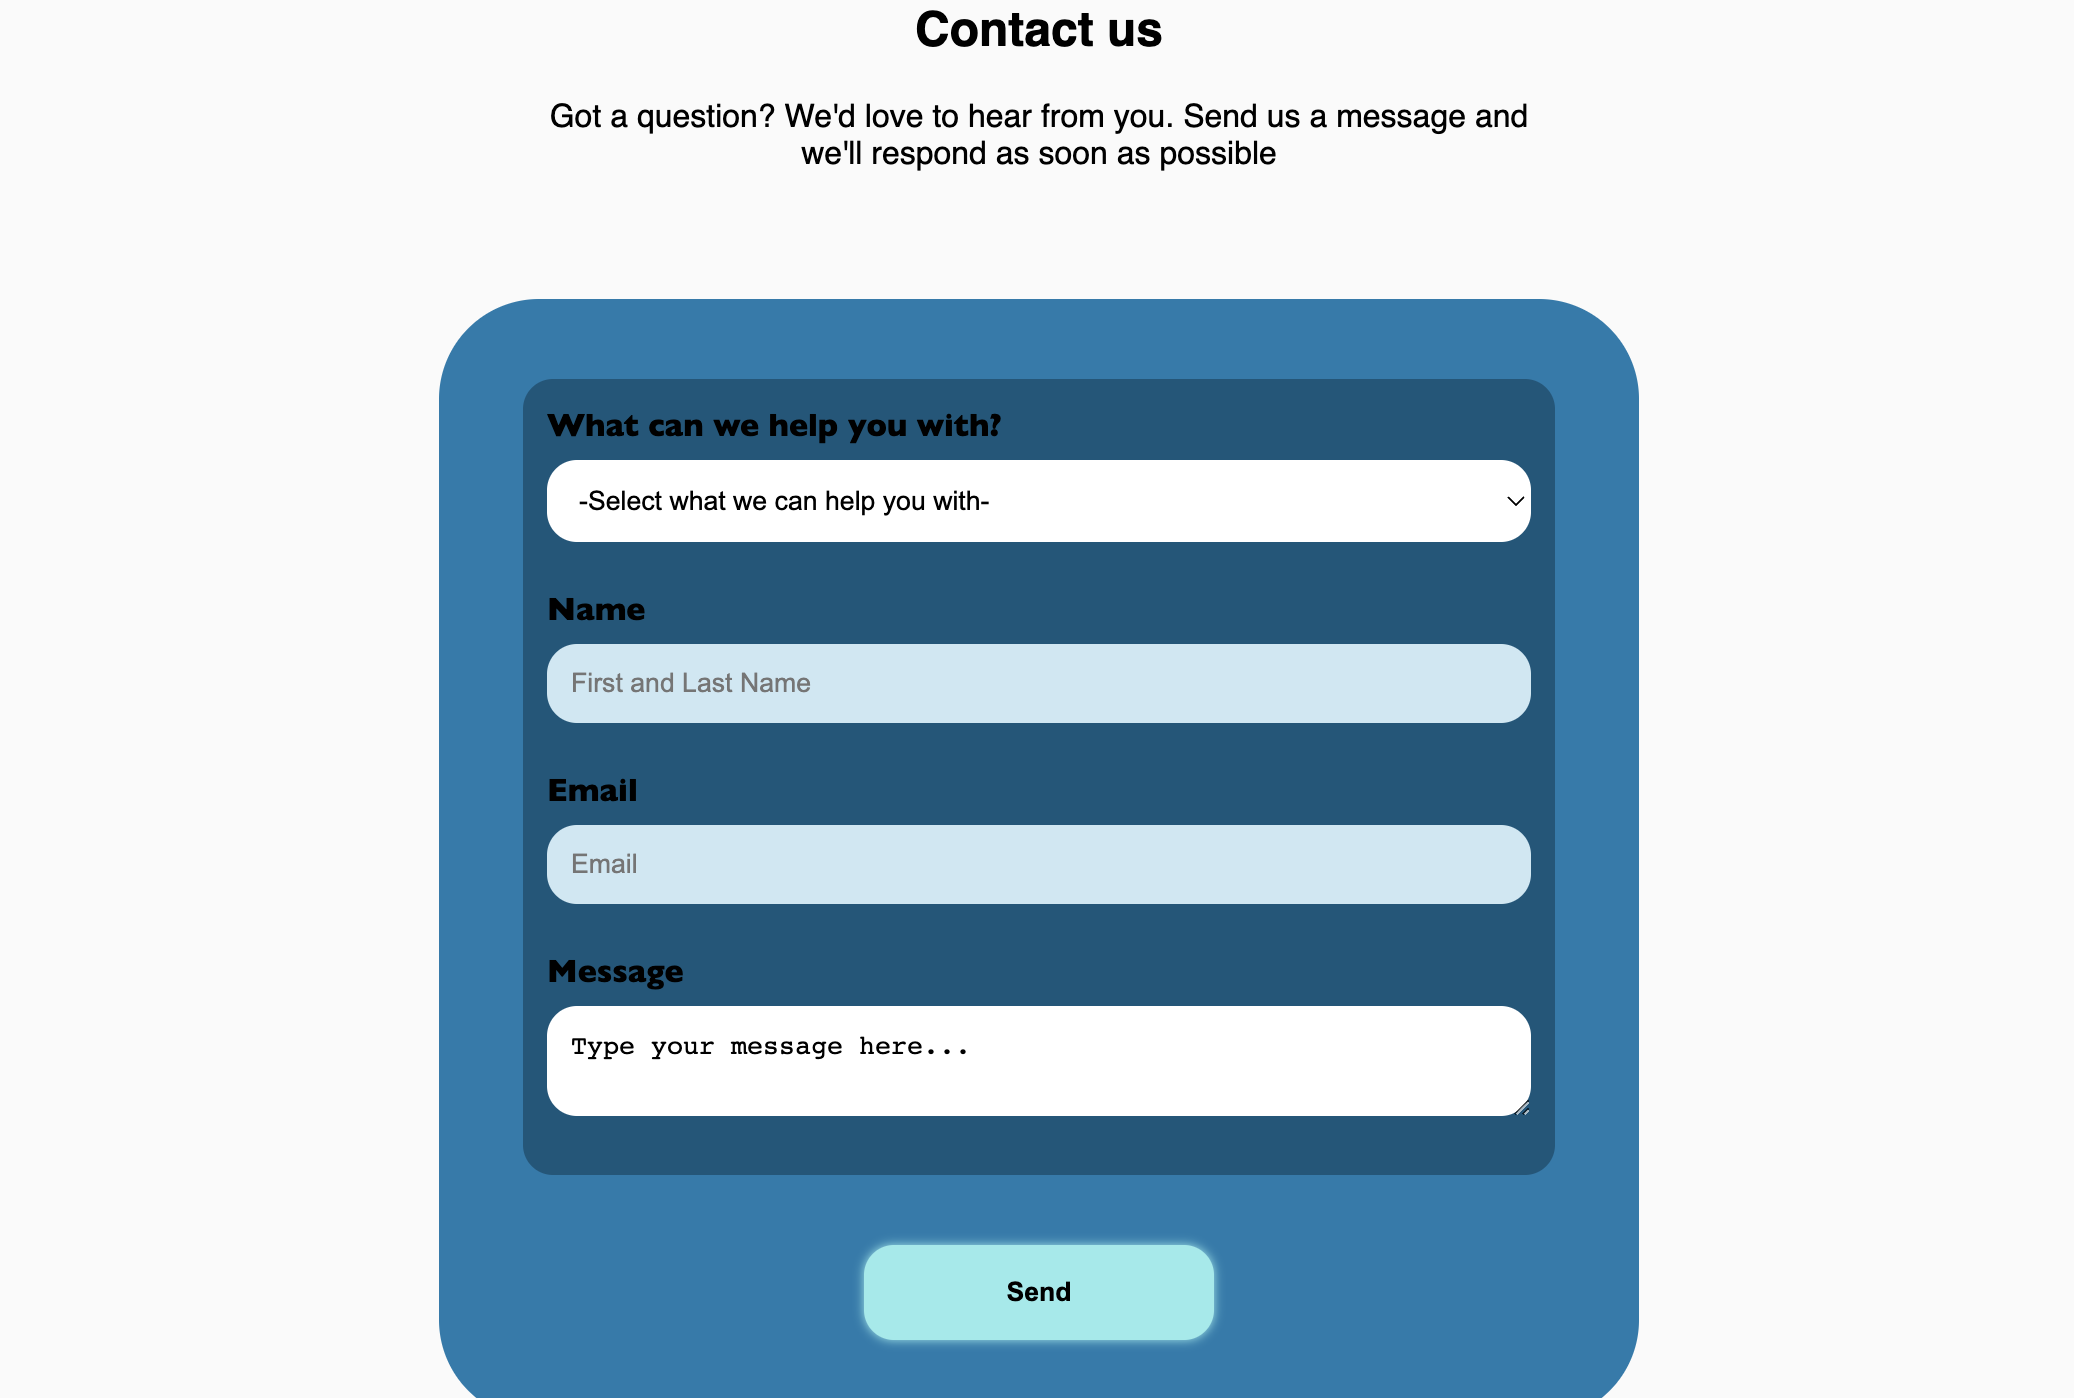 Contact us
Got a question? We'd love to hear from you. Send us a message and
we'll respond as soon as possible
What can we help you with?
-Select what we can help you with-
Name
First and Last Name
Email
Email
Message
Type your message here...
Send